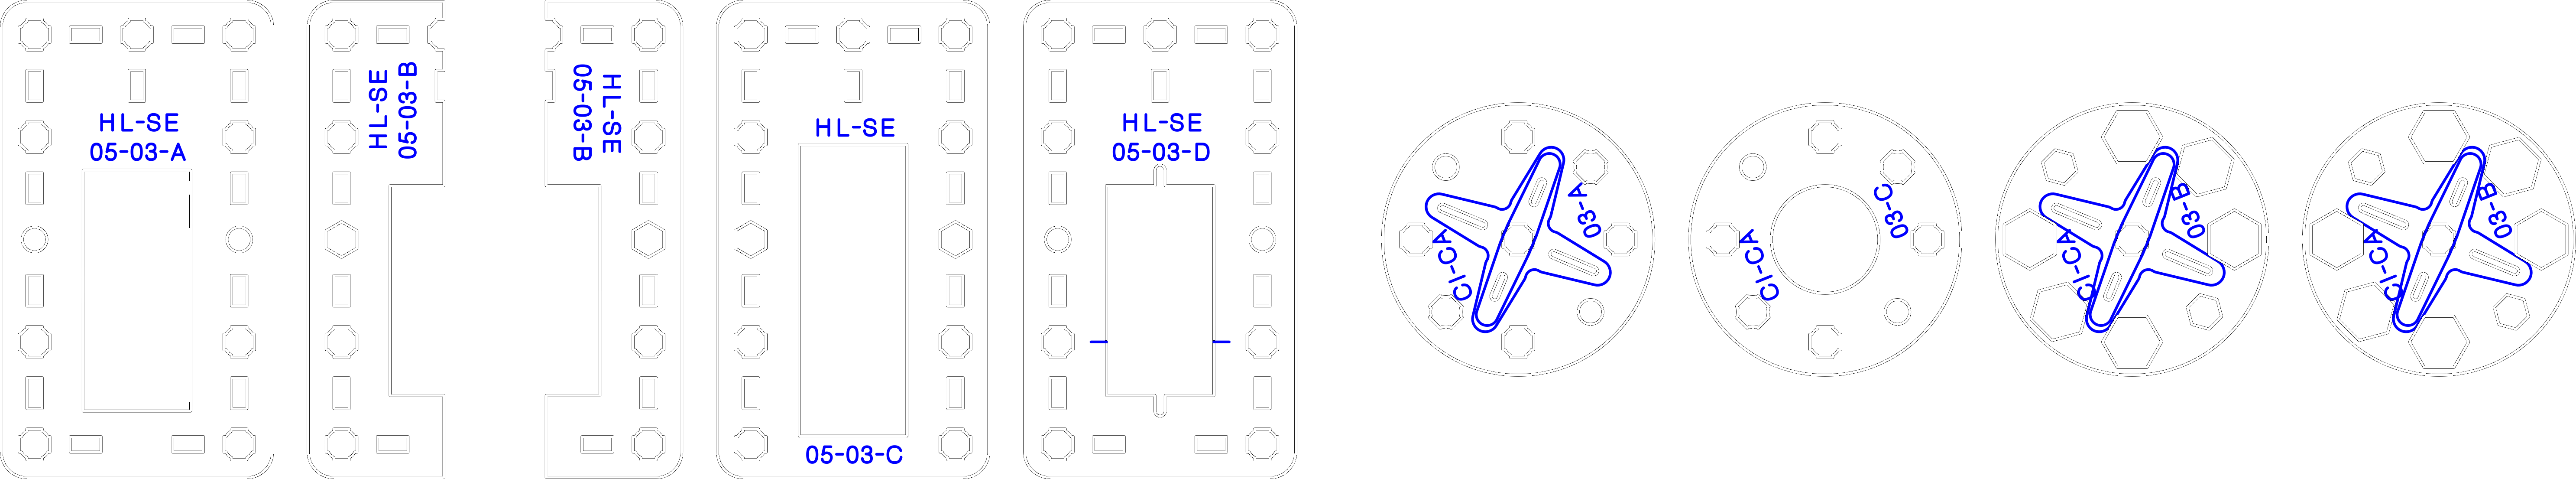 HL-SE
05-03-A
HL-SE
05-03-B
HL-SE
05-03-B
HL-SE
05-03-C
HL-SE
05-03-D
CI-CA
03-A
CI-CA
03-C
CI-CA
03-B
CI-CA
03-B